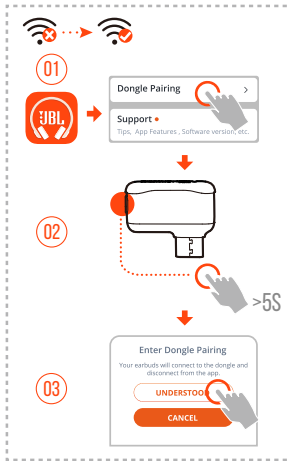 01
JBL
Dongle Pairing
Support
Tips, App Features , Software version, etc.
02
>5S
03
Enter Dongle Pairing
Your earbuds will connect to the dongle and
disconnect from the app.
UNDERSTOOD
CANCEL